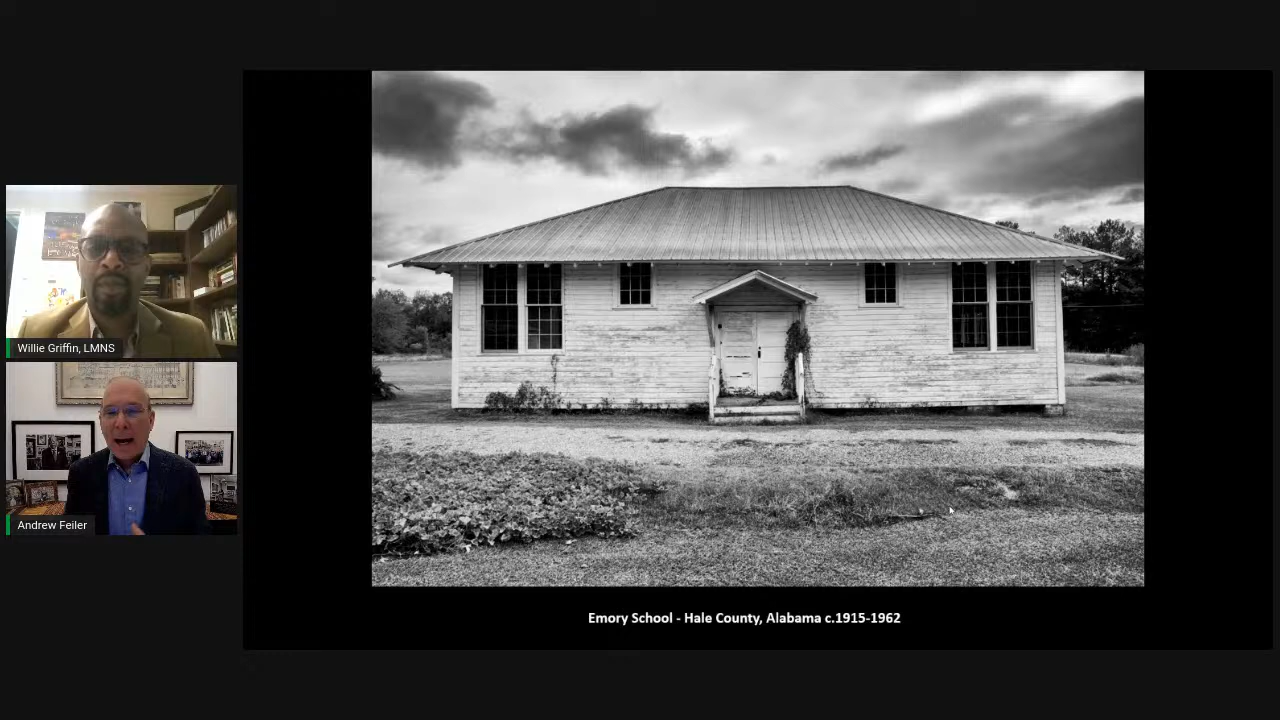 Willie Griffin, LMNS
Andrew Feiler
Emory School - Hale County, Alabama c.1915-1962